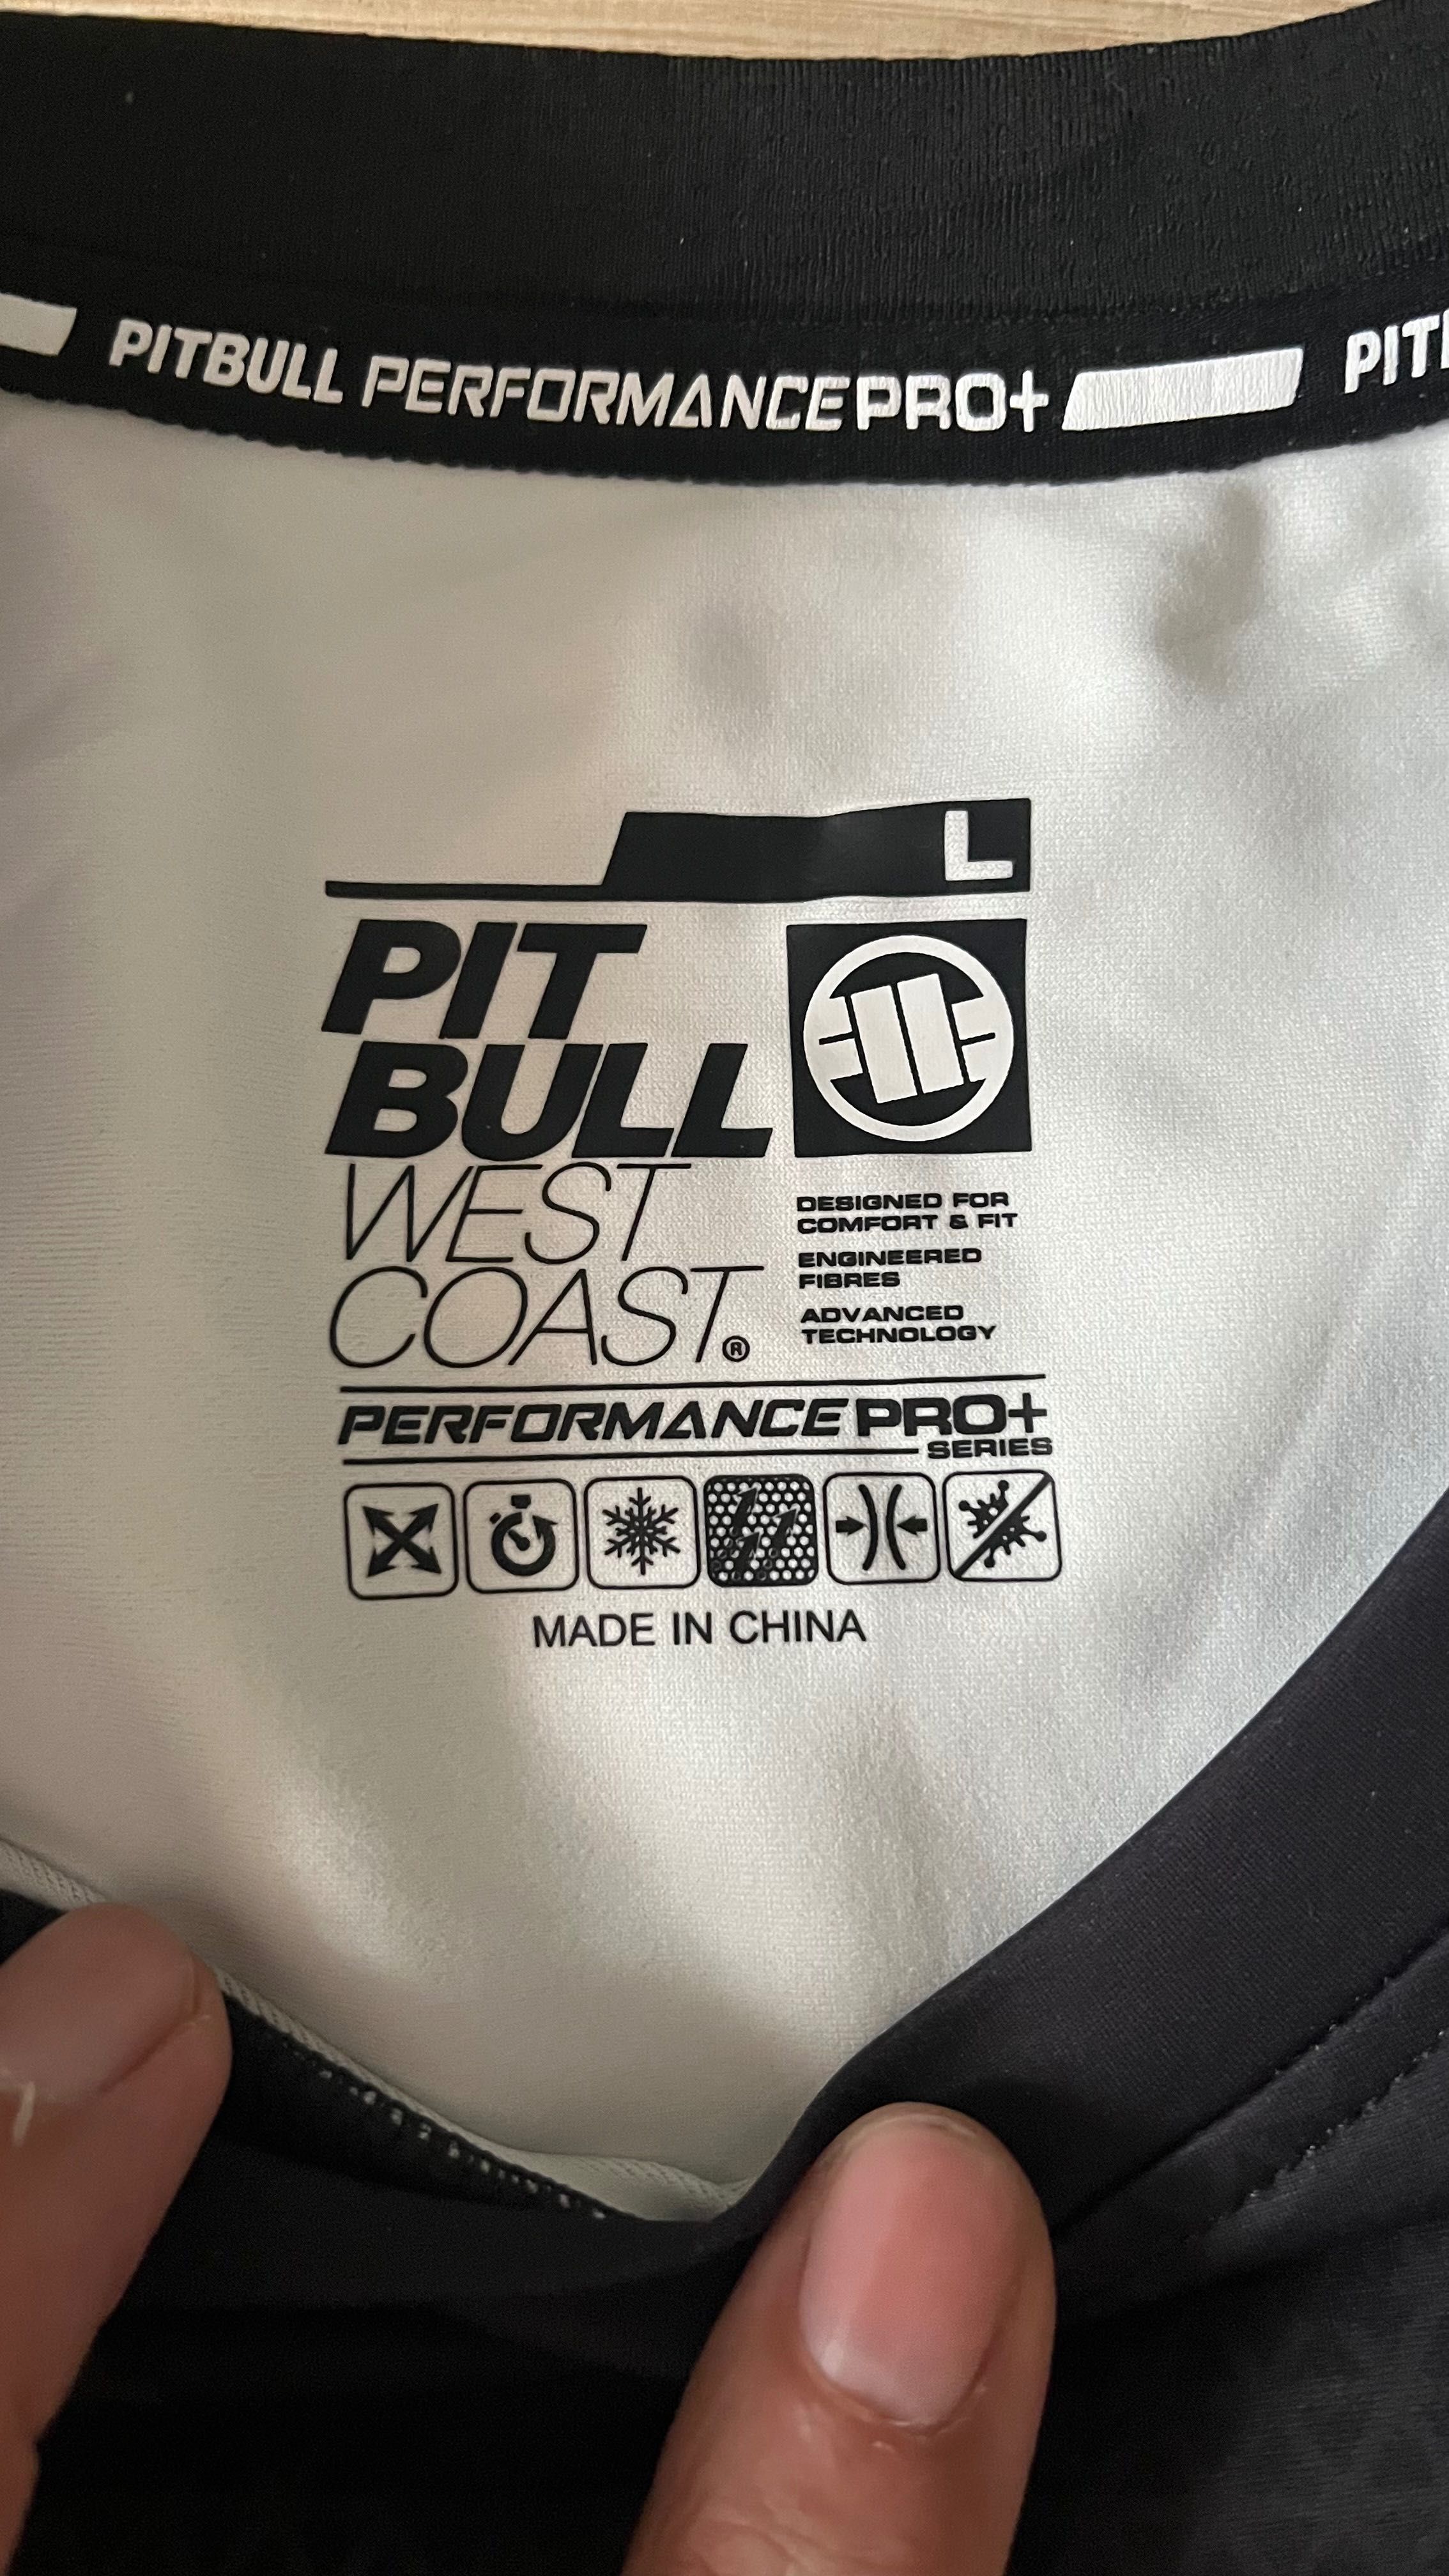 PITBULL PERFORMANCE PRO+ PIT
L
PIT
BULL
WEST
COAST®
DESIGNED FOR
COMFORT & FIT
ENGINEERED
FIBRES
ADVANCED
TECHNOLOGY
PERFORMANCE PRO+
SERIES
MADE IN CHINA